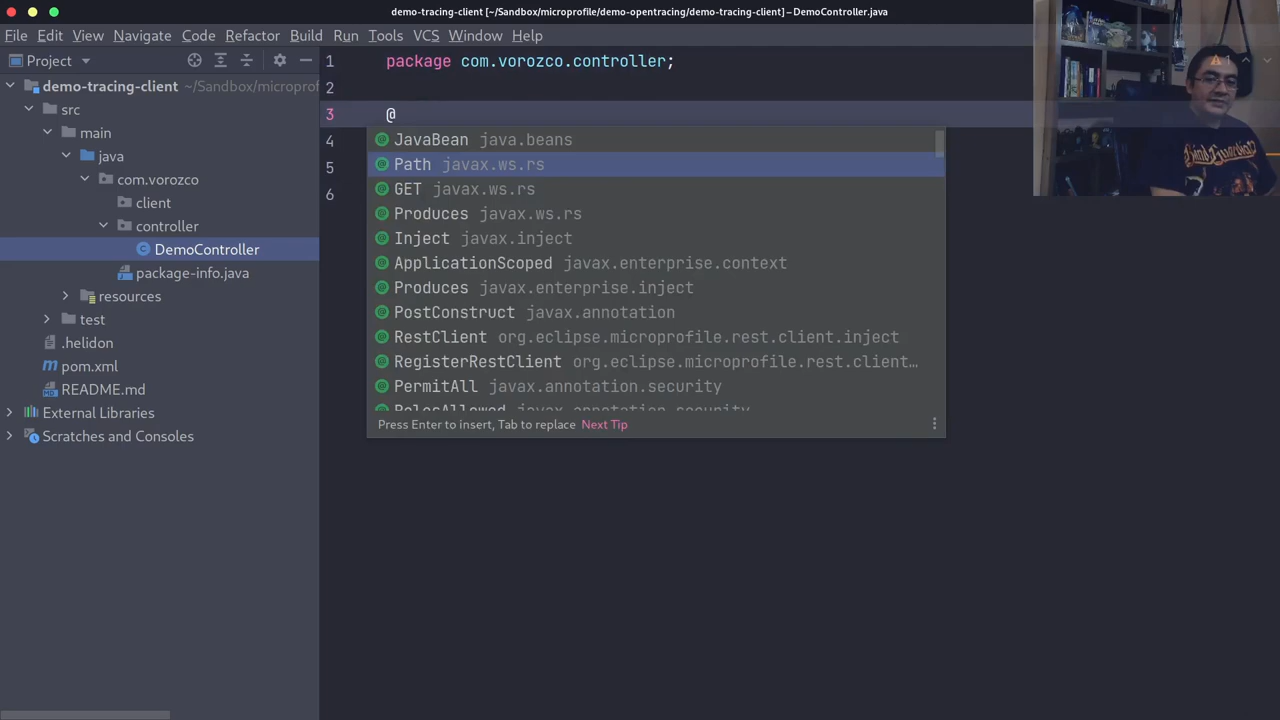 demo-tracing-client [~/Sandbox/microprofile/demo-opentracing/demo-tracing-client] – DemoController.java
File Edit View Navigate Code Refactor Build Run Tools VCS Window Help
Project
demo-tracing-client ~/Sandbox/microprof
src
main
java
com.vorozco
client
controller
DemoController
package-info.java
resources
test
.helidon
pom.xml
README.md
External Libraries
Scratches and Consoles
1 package com.vorozco.controller;
2
3 @
4
5
6
1
JavaBean java.beans
Path javax.ws.rs
GET javax.ws.rs
Produces javax.ws.rs
Inject javax.inject
ApplicationScoped javax.enterprise.context
Produces javax.enterprise.inject
PostConstruct javax.annotation
RestClient org.eclipse.microprofile.rest.client.inject
RegisterRestClient org.eclipse.microprofile.rest.client…
PermitAll javax.annotation.security
RolesAllowed javax.annotation.security
Press Enter to insert, Tab to replace Next Tip